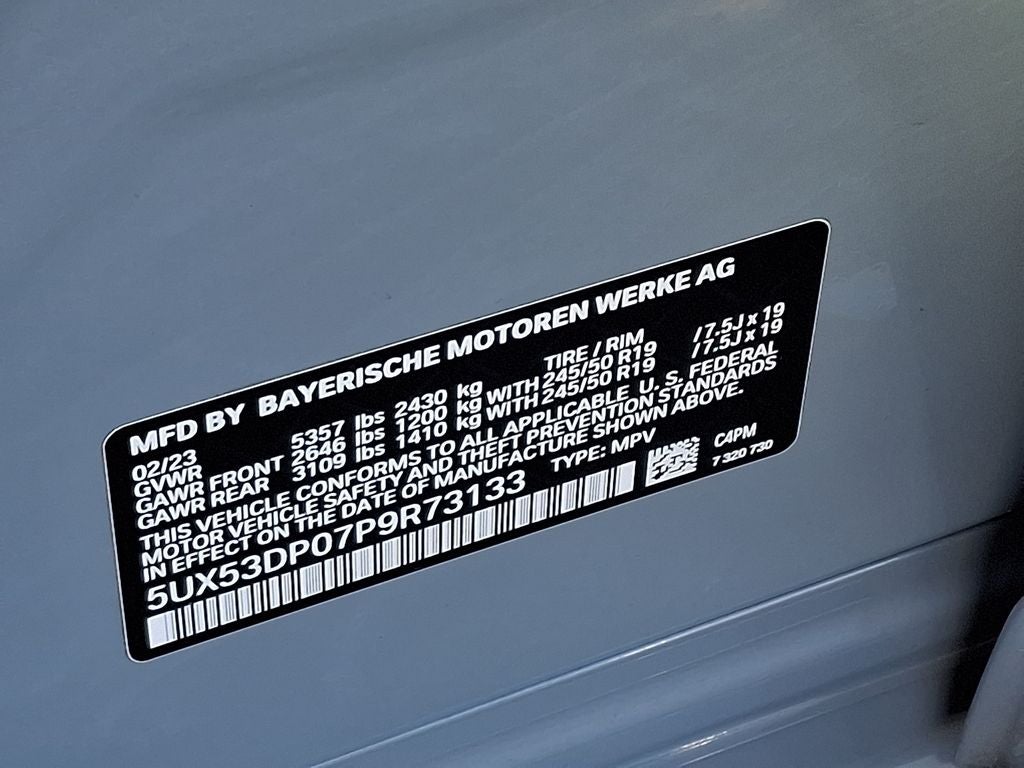 MFD BY BAYERISCHE MOTOREN WERKE AG
02/23 TIRE / RIM
GVWR 5357 lbs 2430 kg
GAWR FRONT 2646 lbs 1200 kg WITH 245/50 R19 / 7.5J x 19
GAWR REAR 3109 lbs 1410 kg WITH 245/50 R19 / 7.5J x 19
THIS VEHICLE CONFORMS TO ALL APPLICABLE U. S. FEDERAL
MOTOR VEHICLE SAFETY AND THEFT PREVENTION STANDARDS
IN EFFECT ON THE DATE OF MANUFACTURE SHOWN ABOVE.
5UX53DP07P9R73133 TYPE: MPV
C4PM
7 320 730